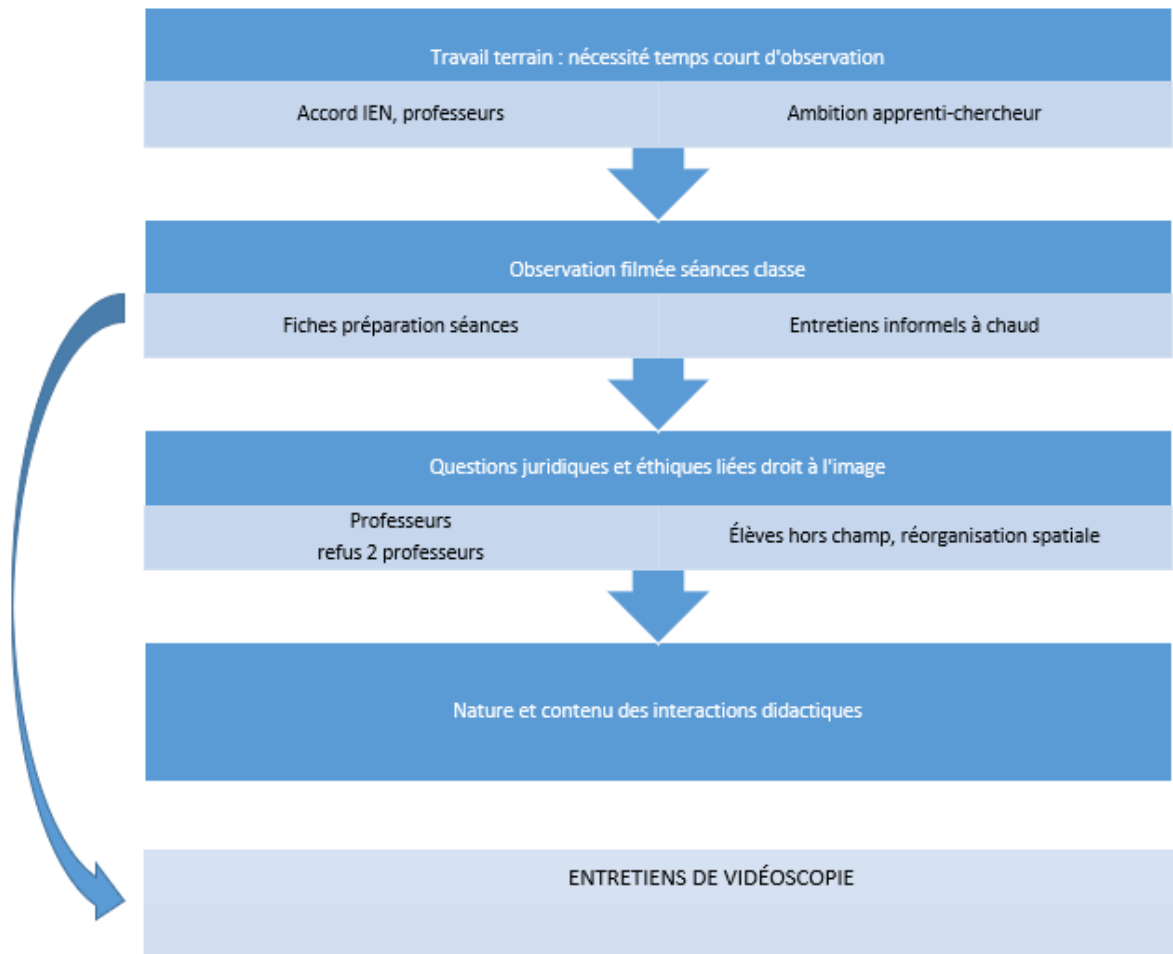 Travail terrain : nécessité temps court d'observation
Accord IEN, professeurs
Ambition apprenti-chercheur
Observation filmée séances classe
Fiches préparation séances
Entretiens informels à chaud
Questions juridiques et éthiques liées droit à l'image
Professeurs
refus 2 professeurs
Élèves hors champ, réorganisation spatiale
Nature et contenu des interactions didactiques
ENTRETIENS DE VIDÉOSCOPIE